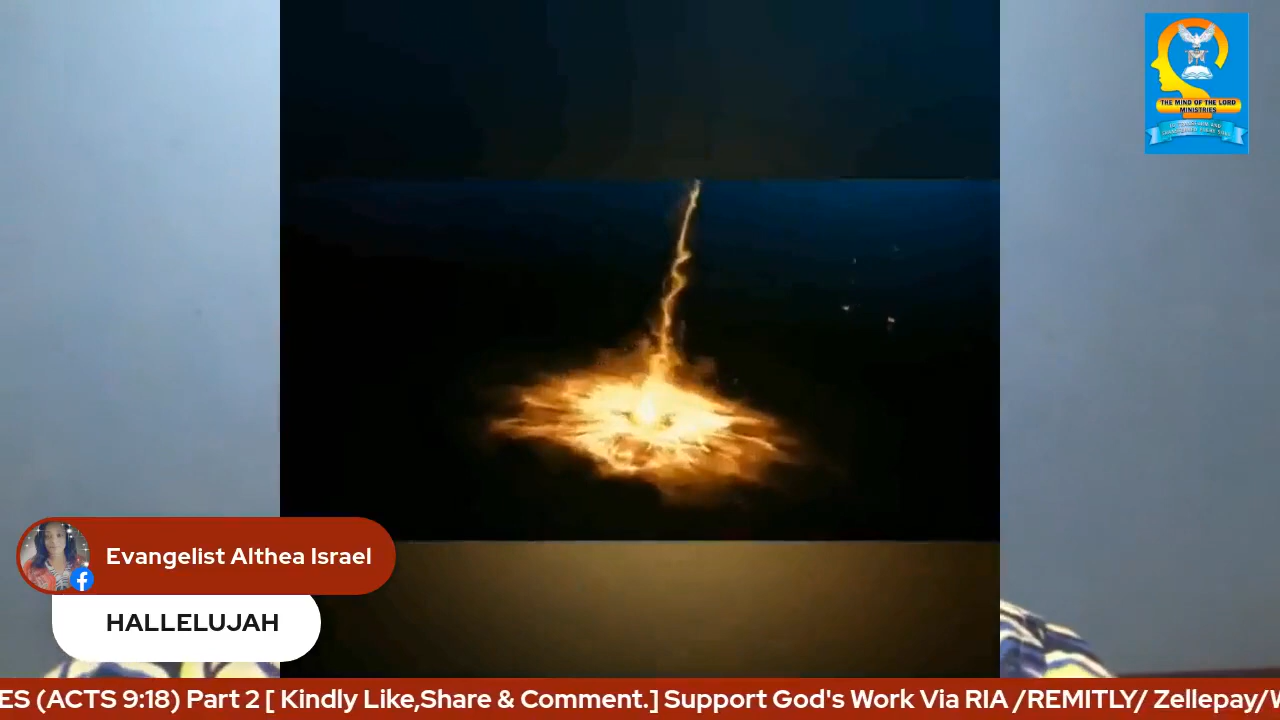 THE MIND OF THE LORD
MINISTRIES
Evangelist Althea Israel
HALLELUJAH
ES (ACTS 9:18) Part 2 [ Kindly Like,Share & Comment.] Support God's Work Via RIA /REMITLY/ Zellepay/